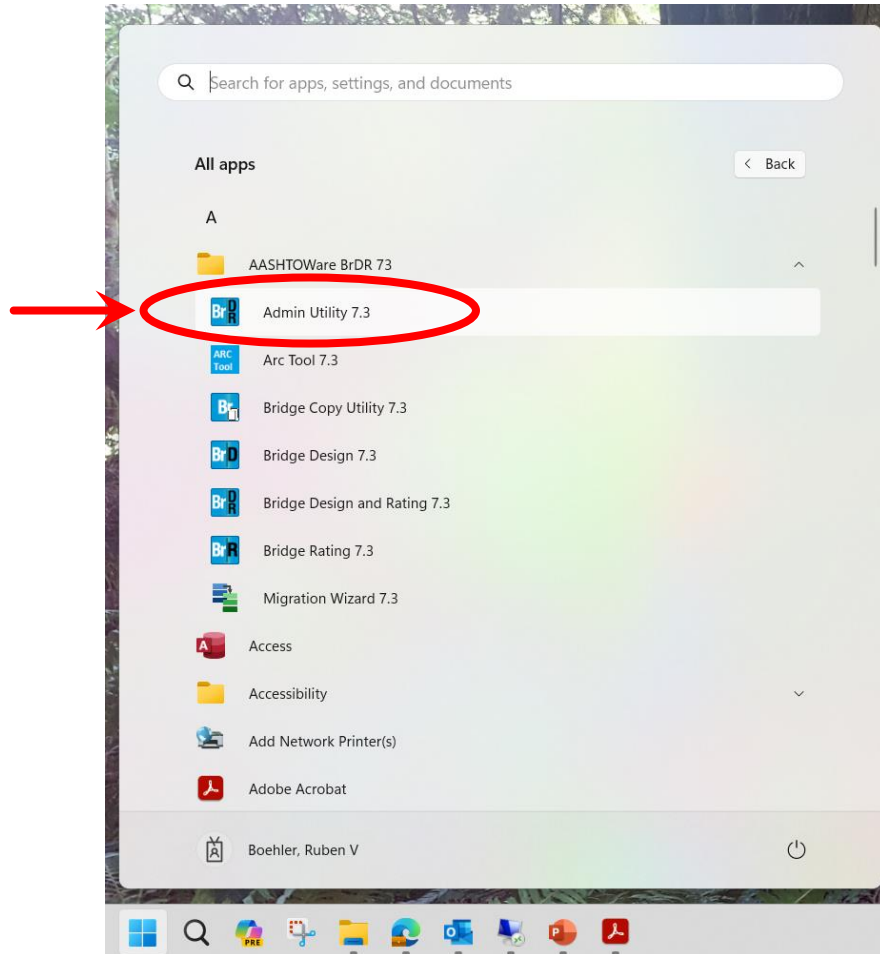 Search for apps, settings, and documents
All apps
Back
A
AASHTOWare BrDR 73
BrDR Admin Utility 7.3
ARC Tool Arc Tool 7.3
Br Bridge Copy Utility 7.3
BrD Bridge Design 7.3
BrDR Bridge Design and Rating 7.3
BrR Bridge Rating 7.3
Migration Wizard 7.3
A Access
Accessibility
Add Network Printer(s)
Adobe Acrobat
Boehler, Ruben V
PRE
P